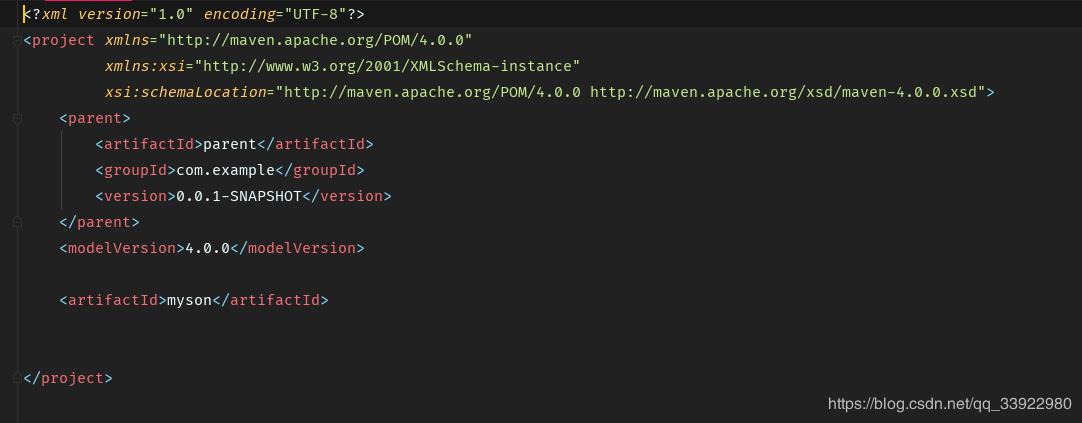 <?xml version="1.0" encoding="UTF-8"?>
<project xmlns="http://maven.apache.org/POM/4.0.0"
         xmlns:xsi="http://www.w3.org/2001/XMLSchema-instance"
         xsi:schemaLocation="http://maven.apache.org/POM/4.0.0 http://maven.apache.org/xsd/maven-4.0.0.xsd">
    <parent>
        <artifactId>parent</artifactId>
        <groupId>com.example</groupId>
        <version>0.0.1-SNAPSHOT</version>
    </parent>
    <modelVersion>4.0.0</modelVersion>
    <artifactId>myson</artifactId>
</project>
https://blog.csdn.net/qq_33922980